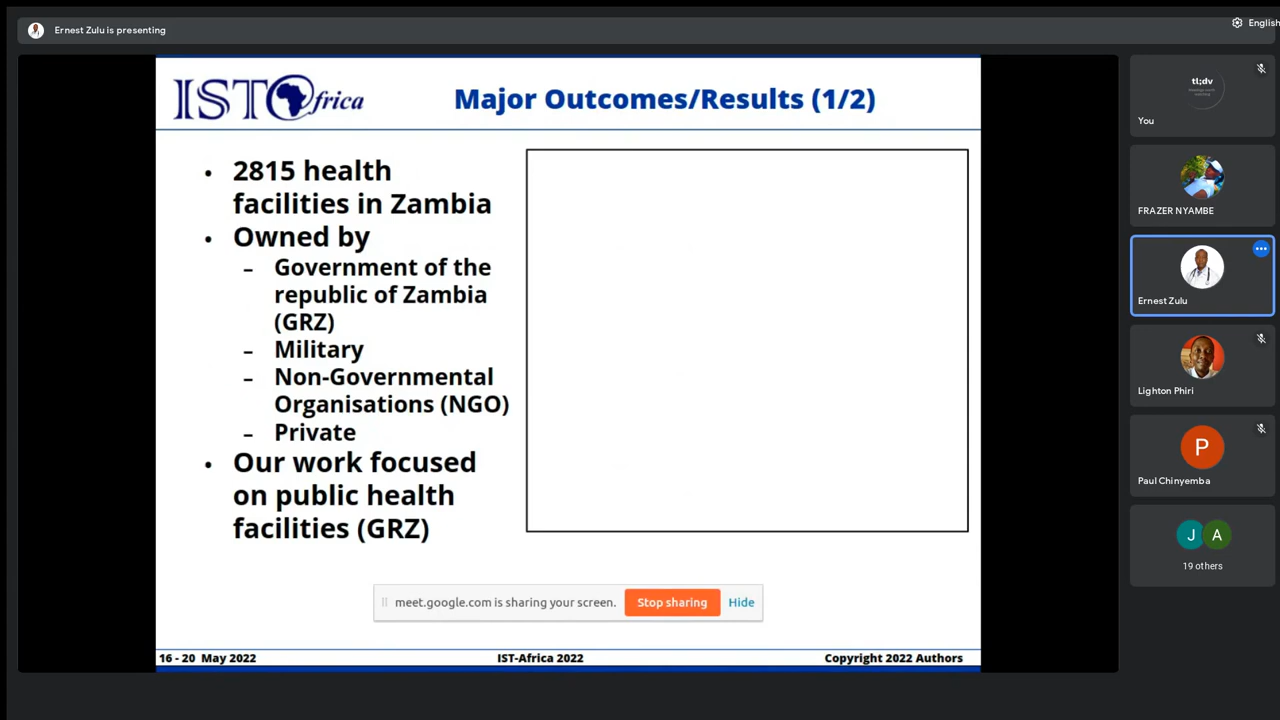 Ernest Zulu is presenting
English
IST Africa
Major Outcomes/Results (1/2)
• 2815 health
facilities in Zambia
• Owned by
– Government of the
republic of Zambia
(GRZ)
– Military
– Non-Governmental
Organisations (NGO)
– Private
• Our work focused
on public health
facilities (GRZ)
meet.google.com is sharing your screen.
Stop sharing
Hide
16 - 20 May 2022
IST-Africa 2022
Copyright 2022 Authors
tl;dv
You
FRAZER NYAMBE
Ernest Zulu
Lighton Phiri
P
Paul Chinyemba
J
A
19 others